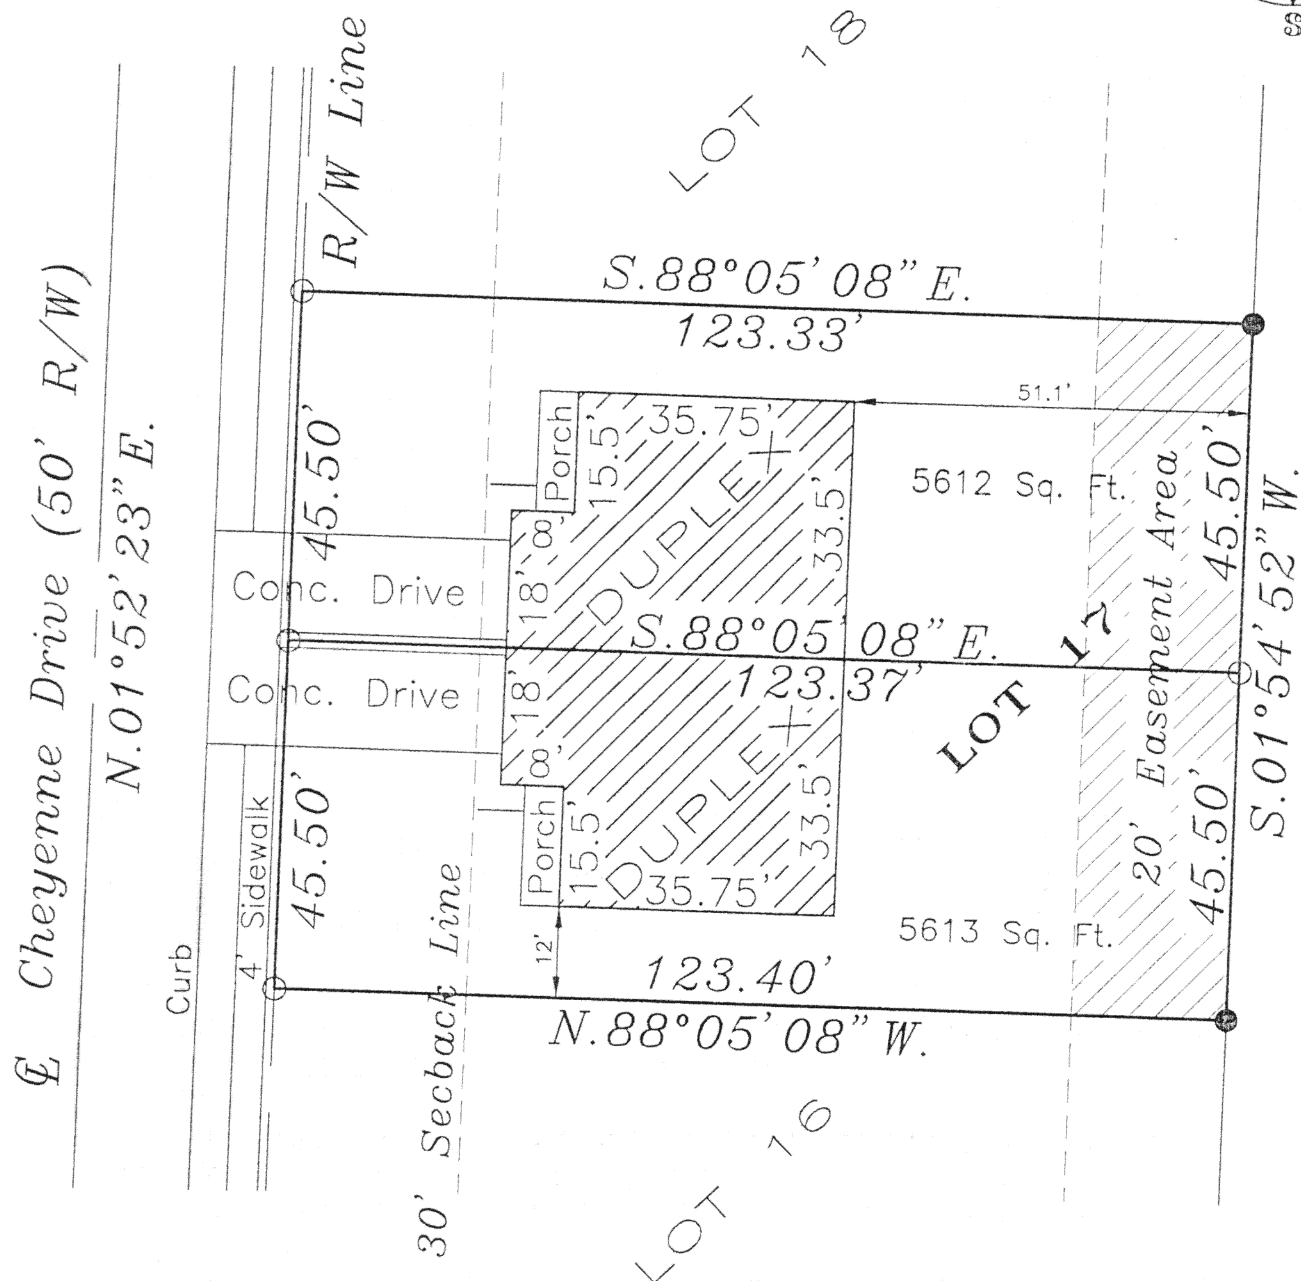 ℄ Cheyenne Drive (50' R/W)
N.01°52'23" E.
Curb
4' Sidewalk
R/W Line
LOT 18
S.88°05'08" E.
123.33'
45.50'
45.50'
Conc. Drive
Conc. Drive
30' Secback Line
Porch
15.5'
35.75'
8'
18'
DUPLEX
33.5'
51.1'
5612 Sq. Ft.
S.88°05'08" E.
123.37'
LOT 17
18'
8'
Porch
15.5'
35.75'
DUPLEX
33.5'
12'
5613 Sq. Ft.
20' Easement Area
45.50'
45.50'
S.01°54'52" W.
123.40'
N.88°05'08" W.
LOT 16